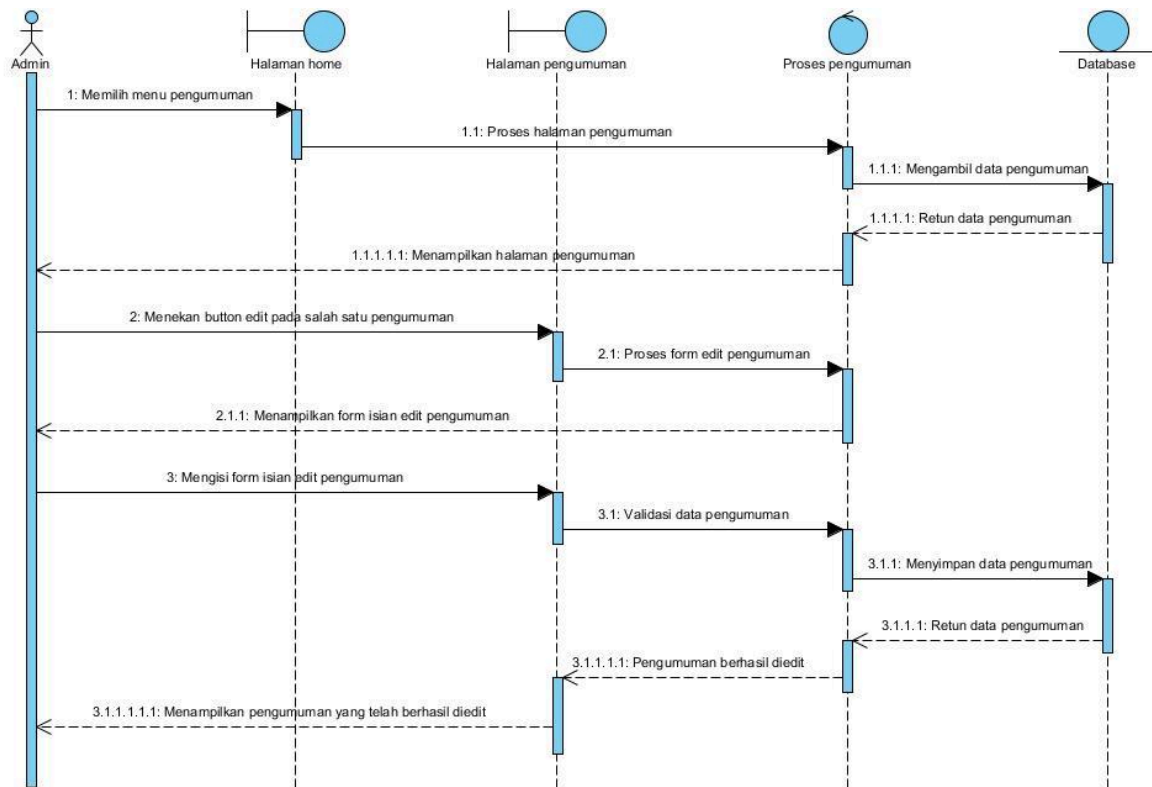 Admin
Halaman home
Halaman pengumuman
Proses pengumuman
Database
1: Memilih menu pengumuman
1.1: Proses halaman pengumuman
1.1.1: Mengambil data pengumuman
1.1.1.1: Retun data pengumuman
1.1.1.1.1: Menampilkan halaman pengumuman
2: Menekan button edit pada salah satu pengumuman
2.1: Proses form edit pengumuman
2.1.1: Menampilkan form isian edit pengumuman
3: Mengisi form isian edit pengumuman
3.1: Validasi data pengumuman
3.1.1: Menyimpan data pengumuman
3.1.1.1: Retun data pengumuman
3.1.1.1.1: Pengumuman berhasil diedit
3.1.1.1.1.1: Menampilkan pengumuman yang telah berhasil diedit